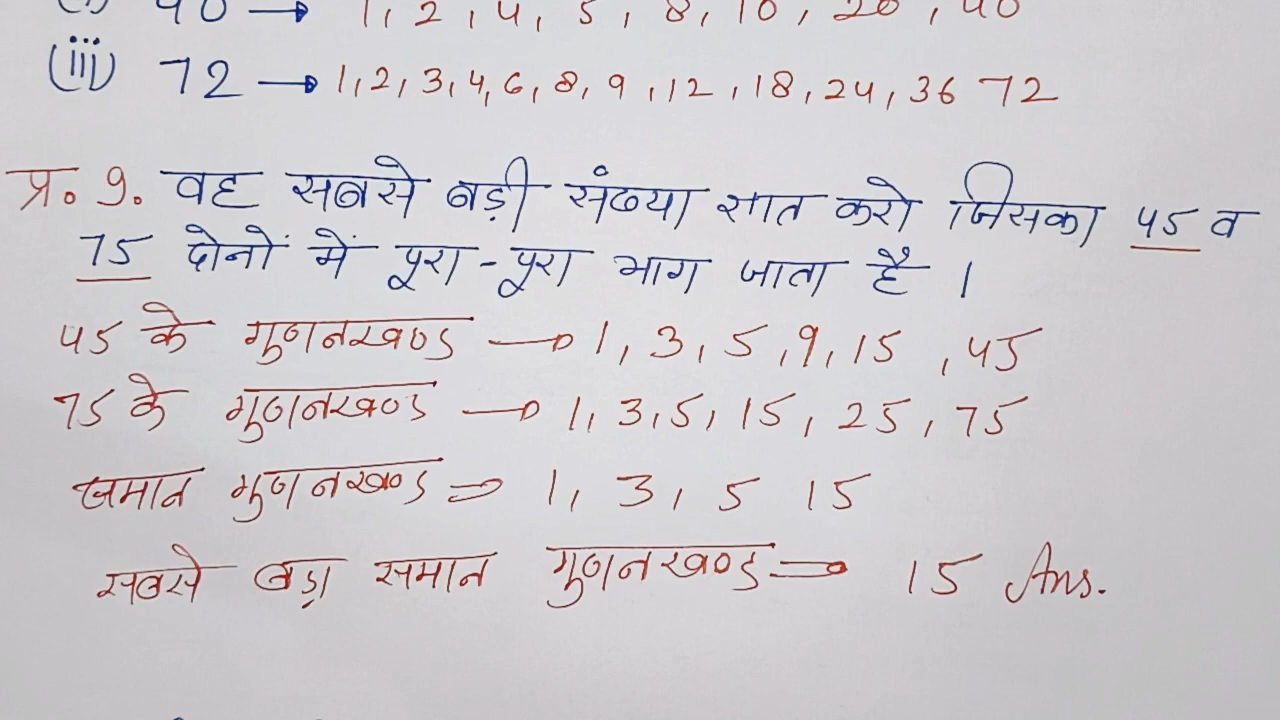 40 → 1, 2, 4, 5, 8, 10, 20, 40
(iii) 72 → 1, 2, 3, 4, 6, 8, 9, 12, 18, 24, 36 72
प्र. 9. वह सबसे बड़ी संख्या ज्ञात करो जिसका 45 व
75 दोनों में पूरा-पूरा भाग जाता है ।
45 के गुणनखण्ड → 1, 3, 5, 9, 15, 45
75 के गुणनखण्ड → 1, 3, 5, 15, 25, 75
समान गुणनखण्ड ⇒ 1, 3, 5 15
सबसे बड़ा समान गुणनखण्ड ⇒ 15 Ans.